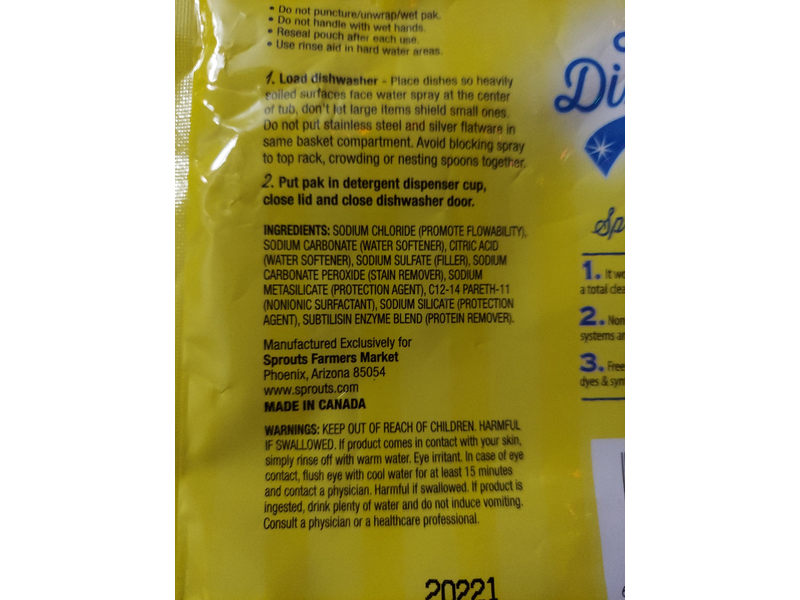 • Do not puncture/unwrap/wet pak.
• Do not handle with wet hands.
• Reseal pouch after each use.
• Use rinse aid in hard water areas.
1. Load dishwasher - Place dishes so heavily
soiled surfaces face water spray at the center
of tub, don't let large items shield small ones.
Do not put stainless steel and silver flatware in
same basket compartment. Avoid blocking spray
to top rack, crowding or nesting spoons together.
2. Put pak in detergent dispenser cup,
close lid and close dishwasher door.
INGREDIENTS: SODIUM CHLORIDE (PROMOTE FLOWABILITY),
SODIUM CARBONATE (WATER SOFTENER), CITRIC ACID
(WATER SOFTENER), SODIUM SULFATE (FILLER), SODIUM
CARBONATE PEROXIDE (STAIN REMOVER), SODIUM
METASILICATE (PROTECTION AGENT), C12-14 PARETH-11
(NONIONIC SURFACTANT), SODIUM SILICATE (PROTECTION
AGENT), SUBTILISIN ENZYME BLEND (PROTEIN REMOVER).
Manufactured Exclusively for
Sprouts Farmers Market
Phoenix, Arizona 85054
www.sprouts.com
MADE IN CANADA
WARNINGS: KEEP OUT OF REACH OF CHILDREN. HARMFUL
IF SWALLOWED. If product comes in contact with your skin,
simply rinse off with warm water. Eye irritant. In case of eye
contact, flush eye with cool water for at least 15 minutes
and contact a physician. Harmful if swallowed. If product is
ingested, drink plenty of water and do not induce vomiting.
Consult a physician or a healthcare professional.
20221
Di
Sp
1. It wo
a total clea
2. Non
systems an
3. Free
dyes & syn